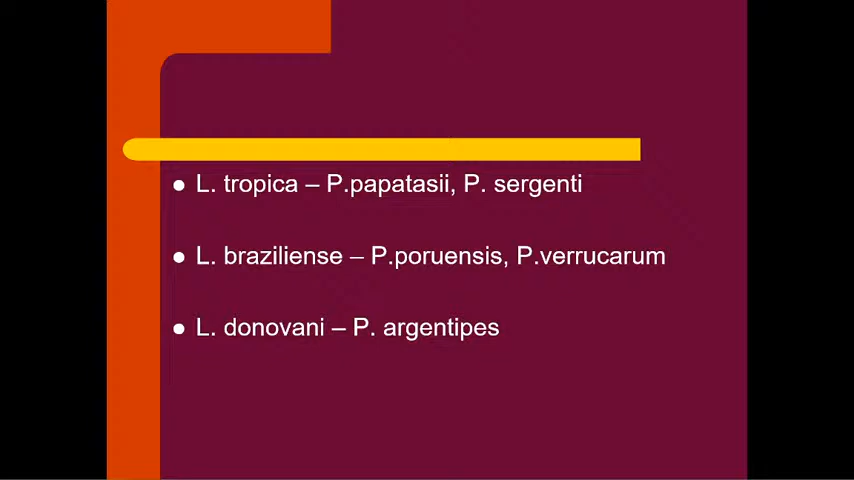 L. tropica – P.papatasii, P. sergenti
L. braziliense – P.poruensis, P.verrucarum
L. donovani – P. argentipes